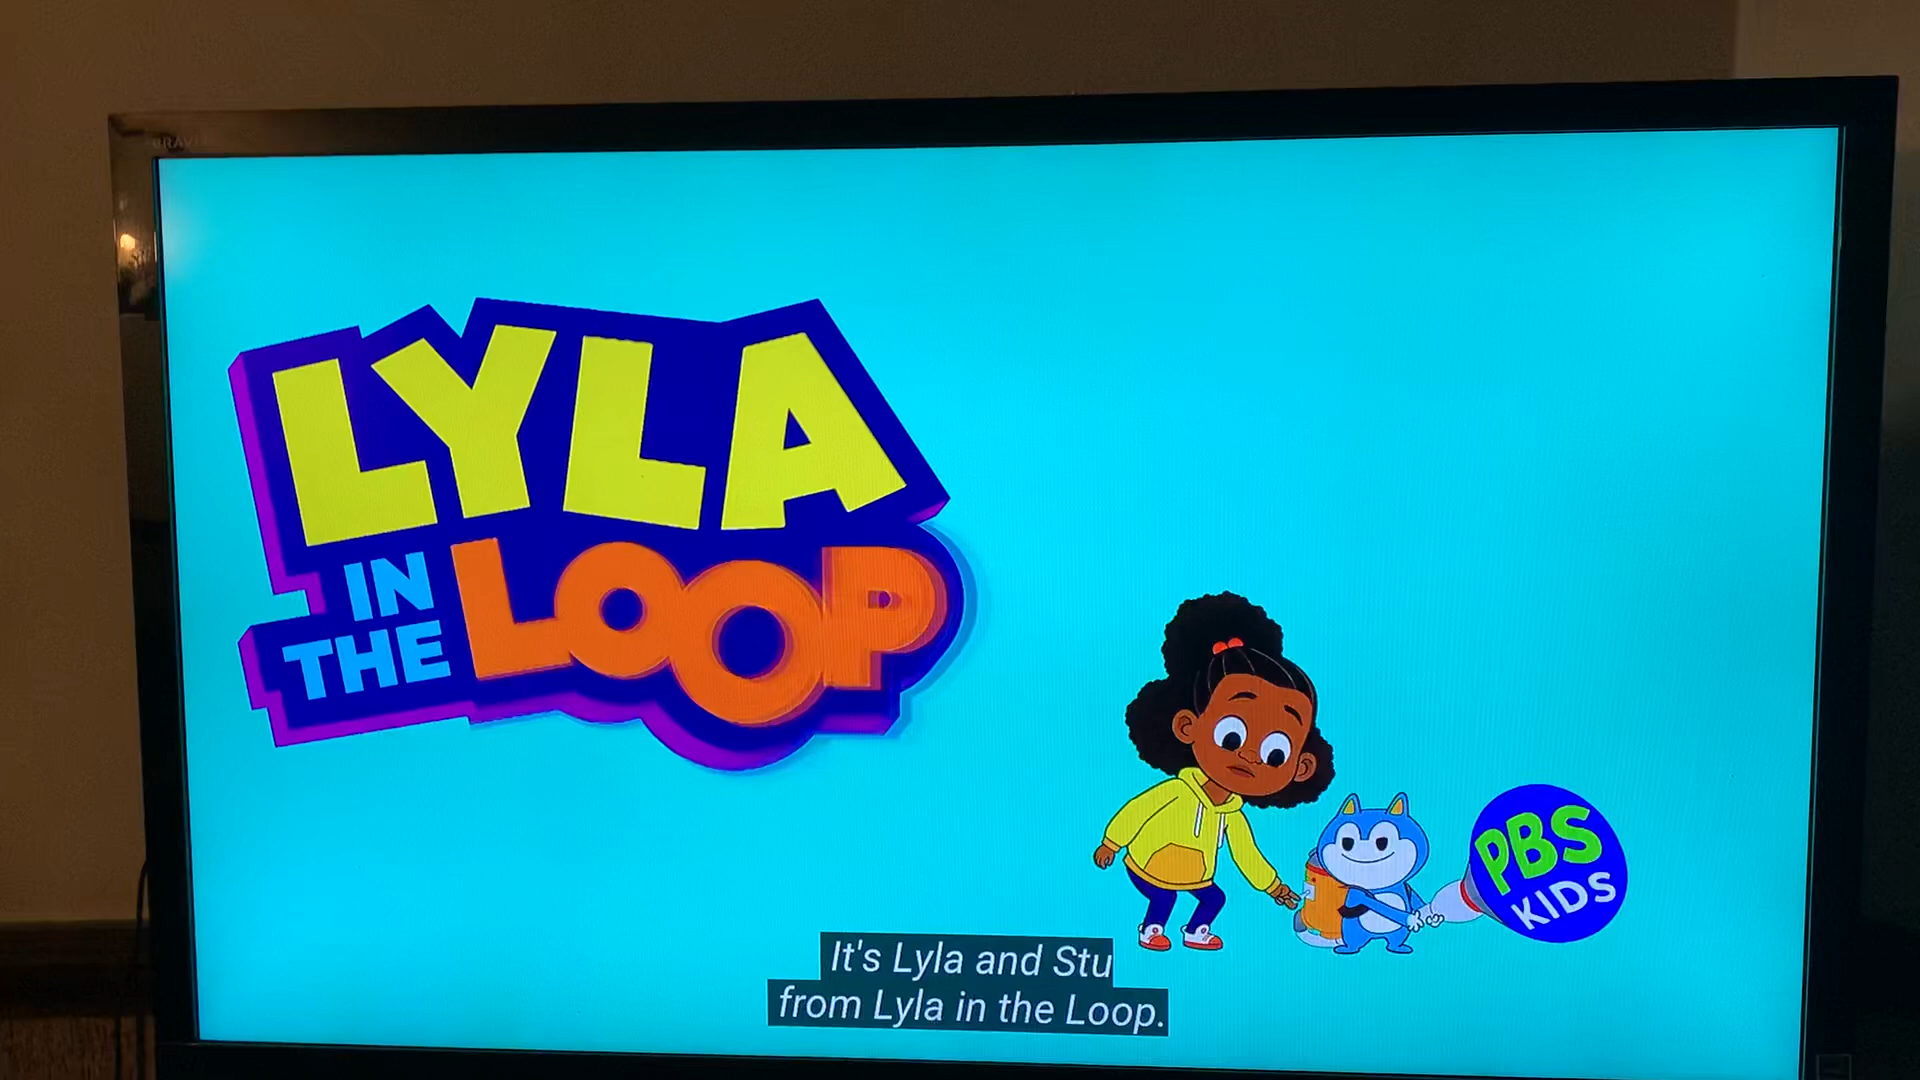 LYLA
IN
THE LOOP
PBS
KIDS
It's Lyla and Stu
from Lyla in the Loop.